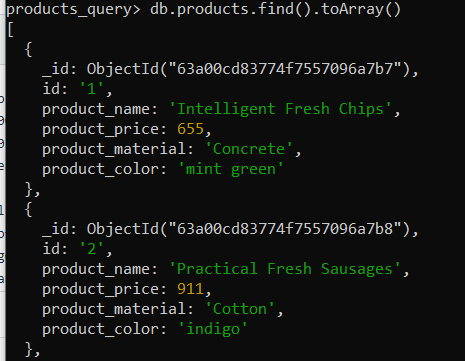 products_query> db.products.find().toArray()
[
  {
    _id: ObjectId("63a00cd83774f7557096a7b7"),
    id: '1',
    product_name: 'Intelligent Fresh Chips',
    product_price: 655,
    product_material: 'Concrete',
    product_color: 'mint green'
  },
  {
    _id: ObjectId("63a00cd83774f7557096a7b8"),
    id: '2',
    product_name: 'Practical Fresh Sausages',
    product_price: 911,
    product_material: 'Cotton',
    product_color: 'indigo'
  },